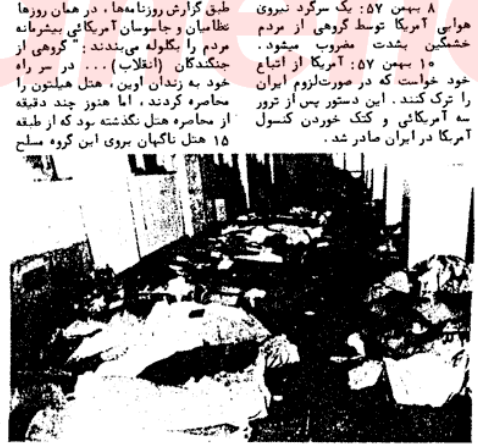 ۸ بهمن ۵۷: یک سرگرد نیروی
هوایی آمریکا توسط گروهی از مردم
خشمگین بشدت مضروب میشود.
۱۰ بهمن ۵۷: آمریکا از اتباع
خود خواست که در صورت‌لزوم ایران
را ترک کنند. این دستور پس از ترور
سه آمریکائی و کتک خوردن کنسول
آمریکا در ایران صادر شد.
طبق گزارش روزنامه‌ها، در همان روزها
نظامیان و جاسوسان آمریکائی بیشرمانه
مردم را بگلوله می‌بندند: "گروهی از
جنگندگان (انقلاب)... در سر راه
خود به زندان اوین، هتل هیلتون را
محاصره کردند، اما هنوز چند دقیقه
از محاصره هتل نگذشته بود که از طبقه
۱۵ هتل ناگهان بروی این گروه مسلح